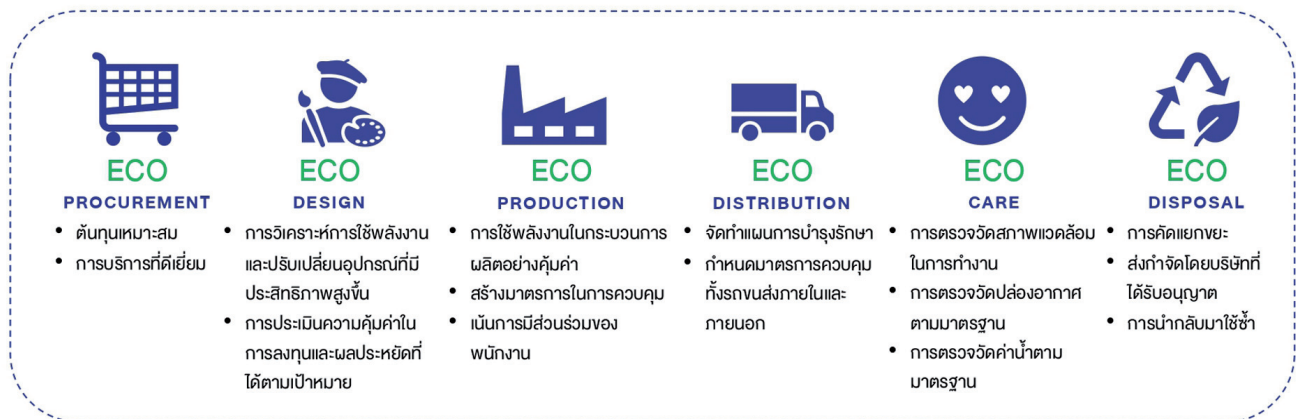 ECO
PROCUREMENT
• ต้นทุนเหมาะสม
• การบริการที่ดีเยี่ยม
ECO
DESIGN
• การวิเคราะห์การใช้พลังงาน
และปรับเปลี่ยนอุปกรณ์ที่มี
ประสิทธิภาพสูงขึ้น
• การประเมินความคุ้มค่าใน
การลงทุนและผลประหยัดที่
ได้ตามเป้าหมาย
ECO
PRODUCTION
• การใช้พลังงานในกระบวนการ
ผลิตอย่างคุ้มค่า
• สร้างมาตรการในการควบคุม
• เน้นการมีส่วนร่วมของ
พนักงาน
ECO
DISTRIBUTION
• จัดทำแผนการบำรุงรักษา
• กำหนดมาตรการควบคุม
ทั้งรถขนส่งภายในและ
ภายนอก
ECO
CARE
• การตรวจวัดสภาพแวดล้อม
ในการทำงาน
• การตรวจวัดปล่องอากาศ
ตามมาตรฐาน
• การตรวจวัดค่าน้ำตาม
มาตรฐาน
ECO
DISPOSAL
• การคัดแยกขยะ
• ส่งกำจัดโดยบริษัทที่
ได้รับอนุญาต
• การนำกลับมาใช้ซ้ำ